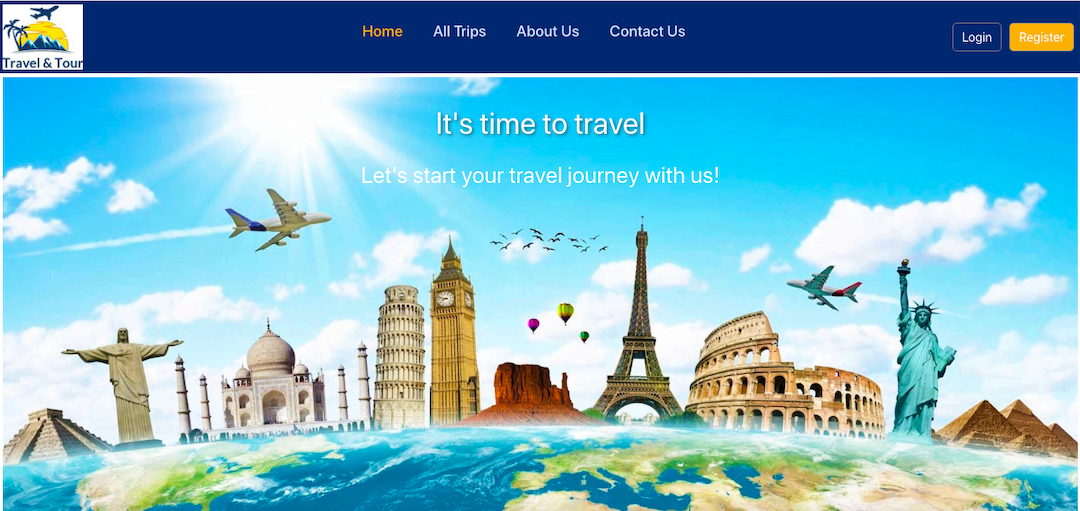 Travel & Tour
Home
All Trips
About Us
Contact Us
Login
Register
It's time to travel
Let's start your travel journey with us!